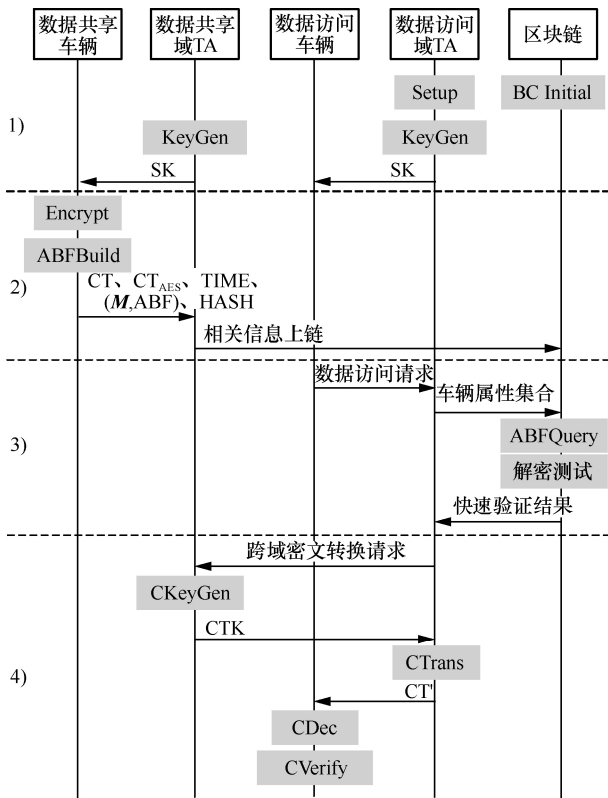 数据共享
车辆
数据共享
域TA
数据访问
车辆
数据访问
域TA
区块链
Setup
BC Initial
1)
KeyGen
KeyGen
SK
SK
Encrypt
ABFBuild
2)
CT、CTAES、TIME、
(M,ABF)、HASH
相关信息上链
数据访问请求
车辆属性集合
3)
ABFQuery
解密测试
快速验证结果
跨域密文转换请求
CKeyGen
CTK
4)
CTrans
CT'
CDec
CVerify